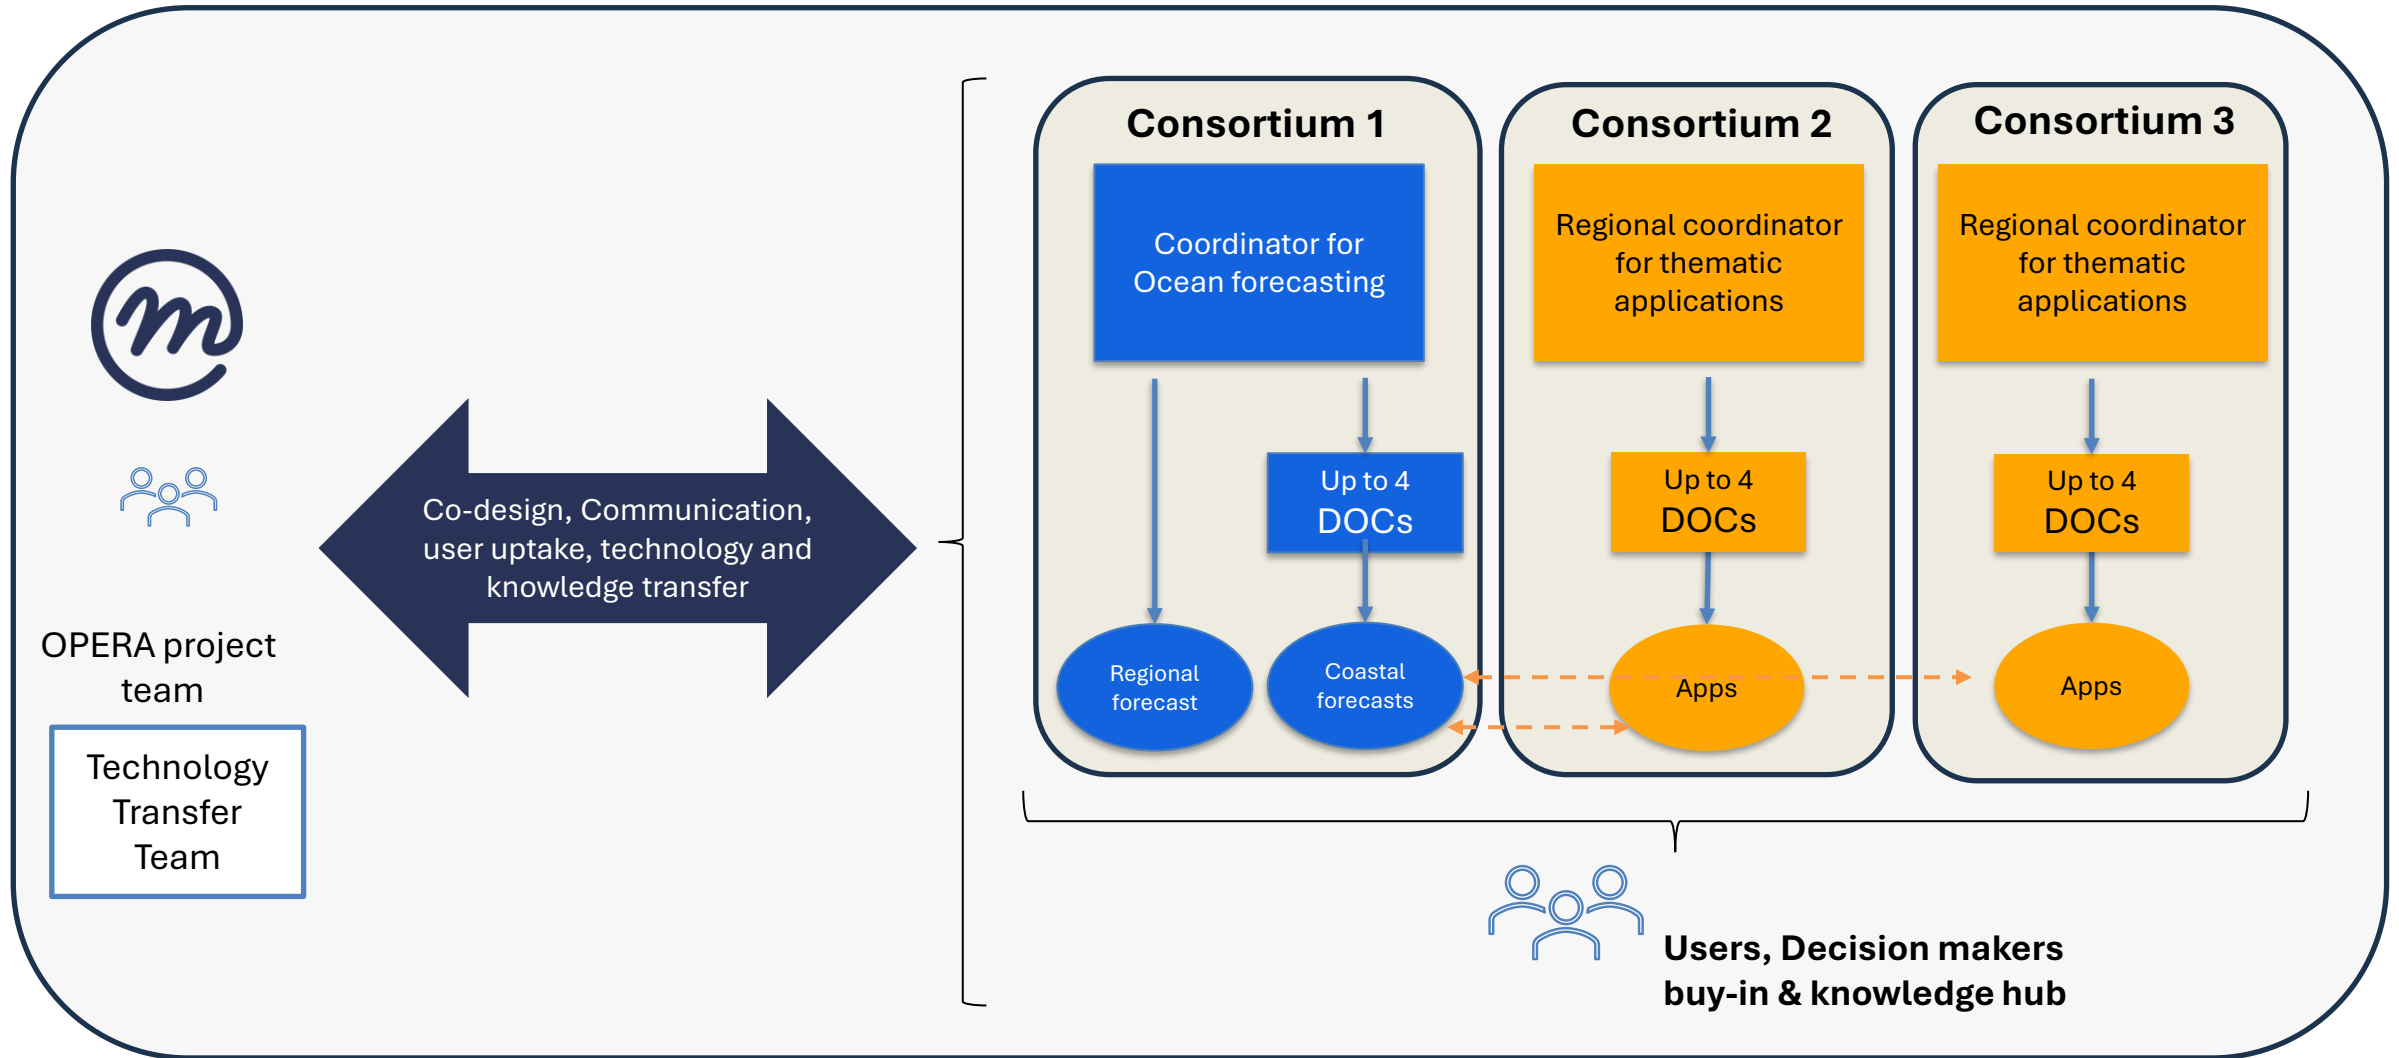 OPERA project
team
Technology
Transfer
Team
Co-design, Communication,
user uptake, technology and
knowledge transfer
Consortium 1
Coordinator for
Ocean forecasting
Up to 4
DOCs
Regional
forecast
Coastal
forecasts
Consortium 2
Regional coordinator
for thematic
applications
Up to 4
DOCs
Apps
Consortium 3
Regional coordinator
for thematic
applications
Up to 4
DOCs
Apps
Users, Decision makers
buy-in & knowledge hub